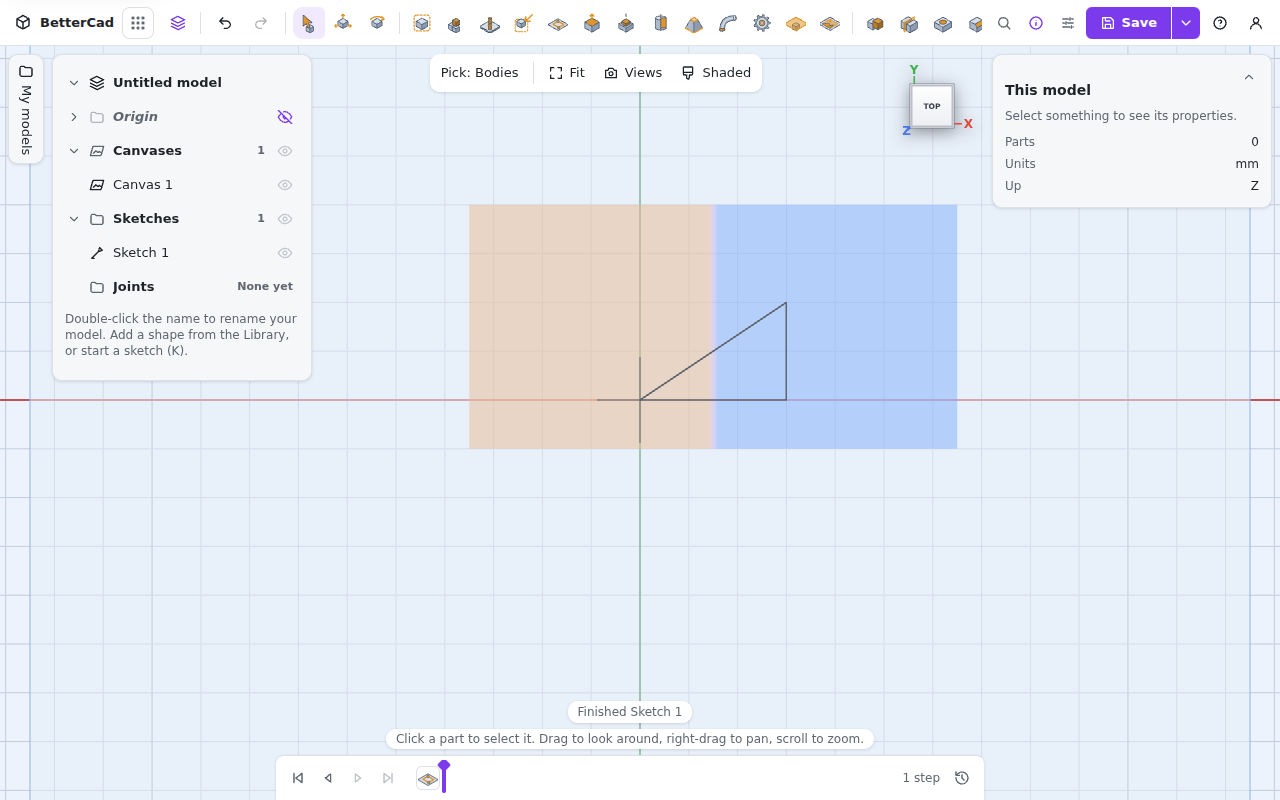 BetterCad
Save
My models
Untitled model
Origin
Canvases 1
Canvas 1
Sketches 1
Sketch 1
Joints None yet
Double-click the name to rename your
model. Add a shape from the Library,
or start a sketch (K).
Pick: Bodies Fit Views Shaded
Y
TOP
Z
X
This model
Select something to see its properties.
Parts 0
Units mm
Up Z
Finished Sketch 1
Click a part to select it. Drag to look around, right-drag to pan, scroll to zoom.
1 step